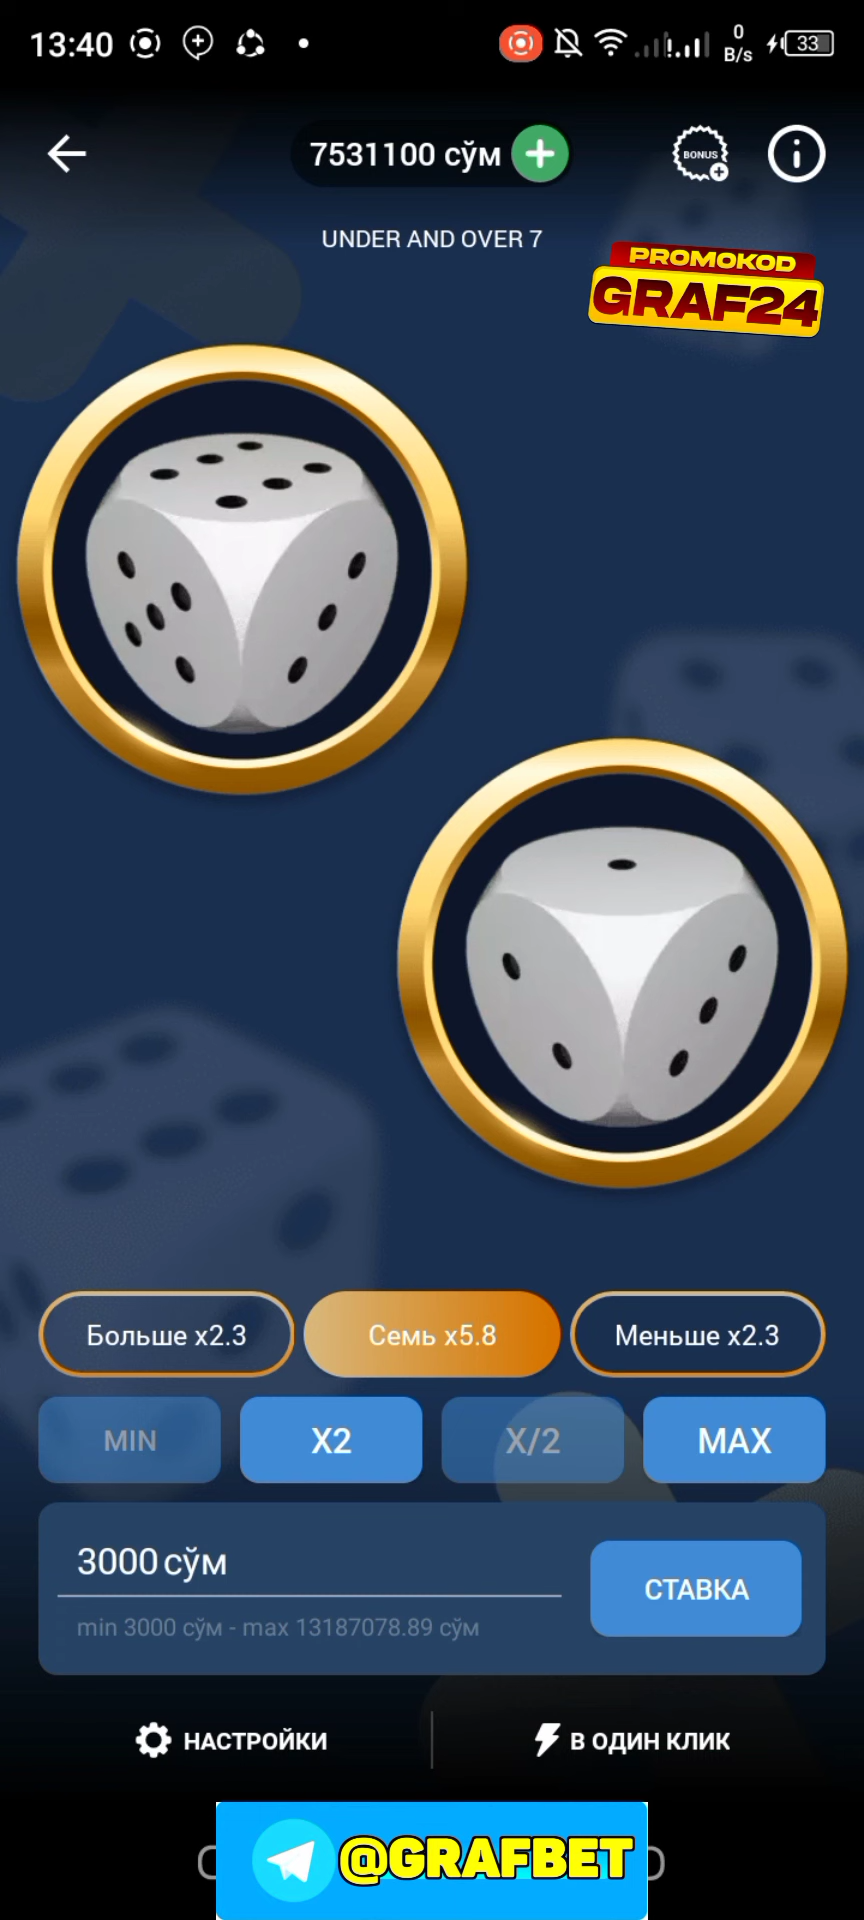 13:40
0
B/s
33
7531100 сўм
BONUS
UNDER AND OVER 7
PROMOKOD
GRAF24
Больше x2.3
Семь x5.8
Меньше x2.3
MIN
X2
X/2
MAX
3000 сўм
СТАВКА
min 3000 сўм - max 13187078.89 сўм
НАСТРОЙКИ
В ОДИН КЛИК
@GRAFBET